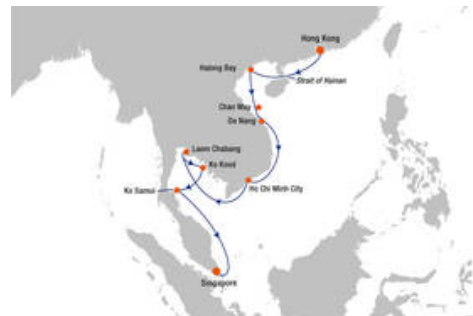 Hong Kong
Halong Bay
Strait of Hainan
Chan May
Da Nang
Laem Chabang
Ko Kood
Ko Samui
Ho Chi Minh City
Singapore